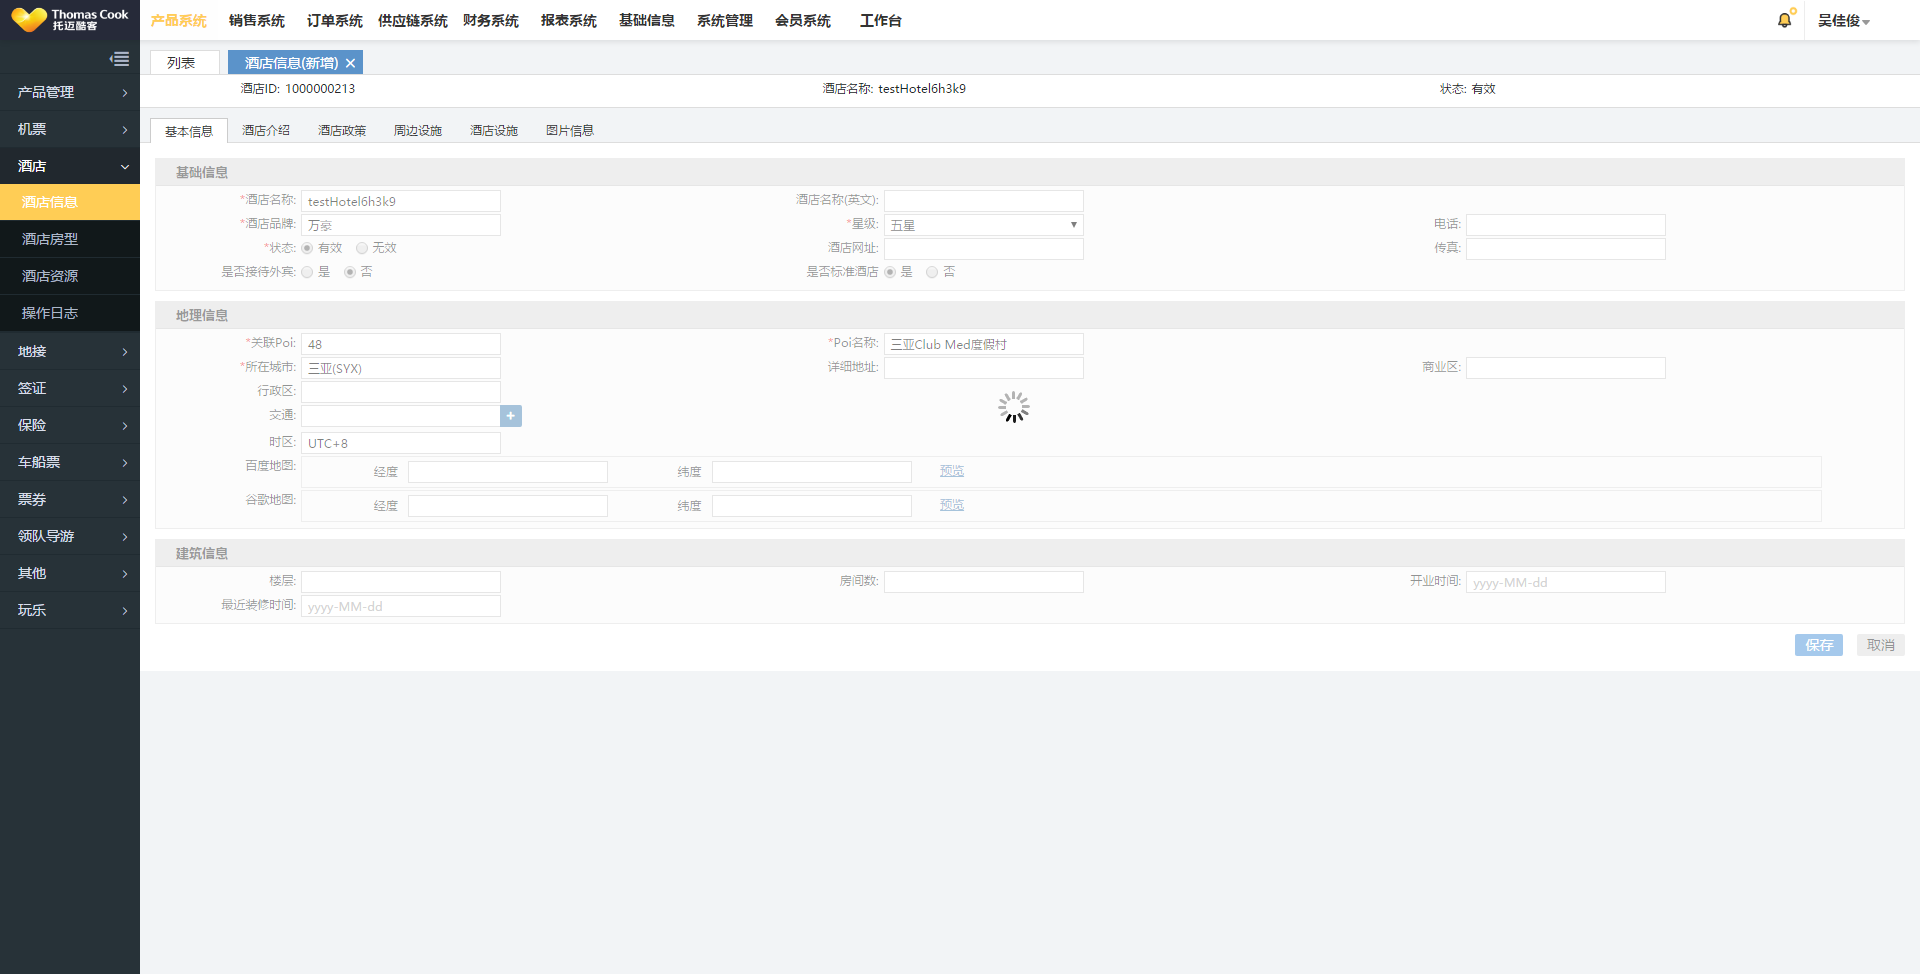 Thomas Cook
托迈酷客
产品系统 销售系统 订单系统 供应链系统 财务系统 报表系统 基础信息 系统管理 会员系统 工作台 吴佳俊
产品管理
机票
酒店
酒店信息
酒店房型
酒店资源
操作日志
地接
签证
保险
车船票
票券
领队导游
其他
玩乐
列表 酒店信息(新增) ×
酒店ID: 1000000213 酒店名称: testHotel6h3k9 状态: 有效
基本信息 酒店介绍 酒店政策 周边设施 酒店设施 图片信息
基础信息
*酒店名称: testHotel6h3k9 酒店名称(英文):
*酒店品牌: 万豪 *星级: 五星 电话:
*状态: 有效 无效 酒店网址: 传真:
是否接待外宾: 是 否 是否标准酒店 是 否
地理信息
*关联Poi: 48 *Poi名称: 三亚Club Med度假村
*所在城市: 三亚(SYX) 详细地址: 商业区:
行政区:
交通: +
时区: UTC+8
百度地图: 经度 纬度 预览
谷歌地图: 经度 纬度 预览
建筑信息
楼层: 房间数: 开业时间: yyyy-MM-dd
最近装修时间: yyyy-MM-dd
保存 取消